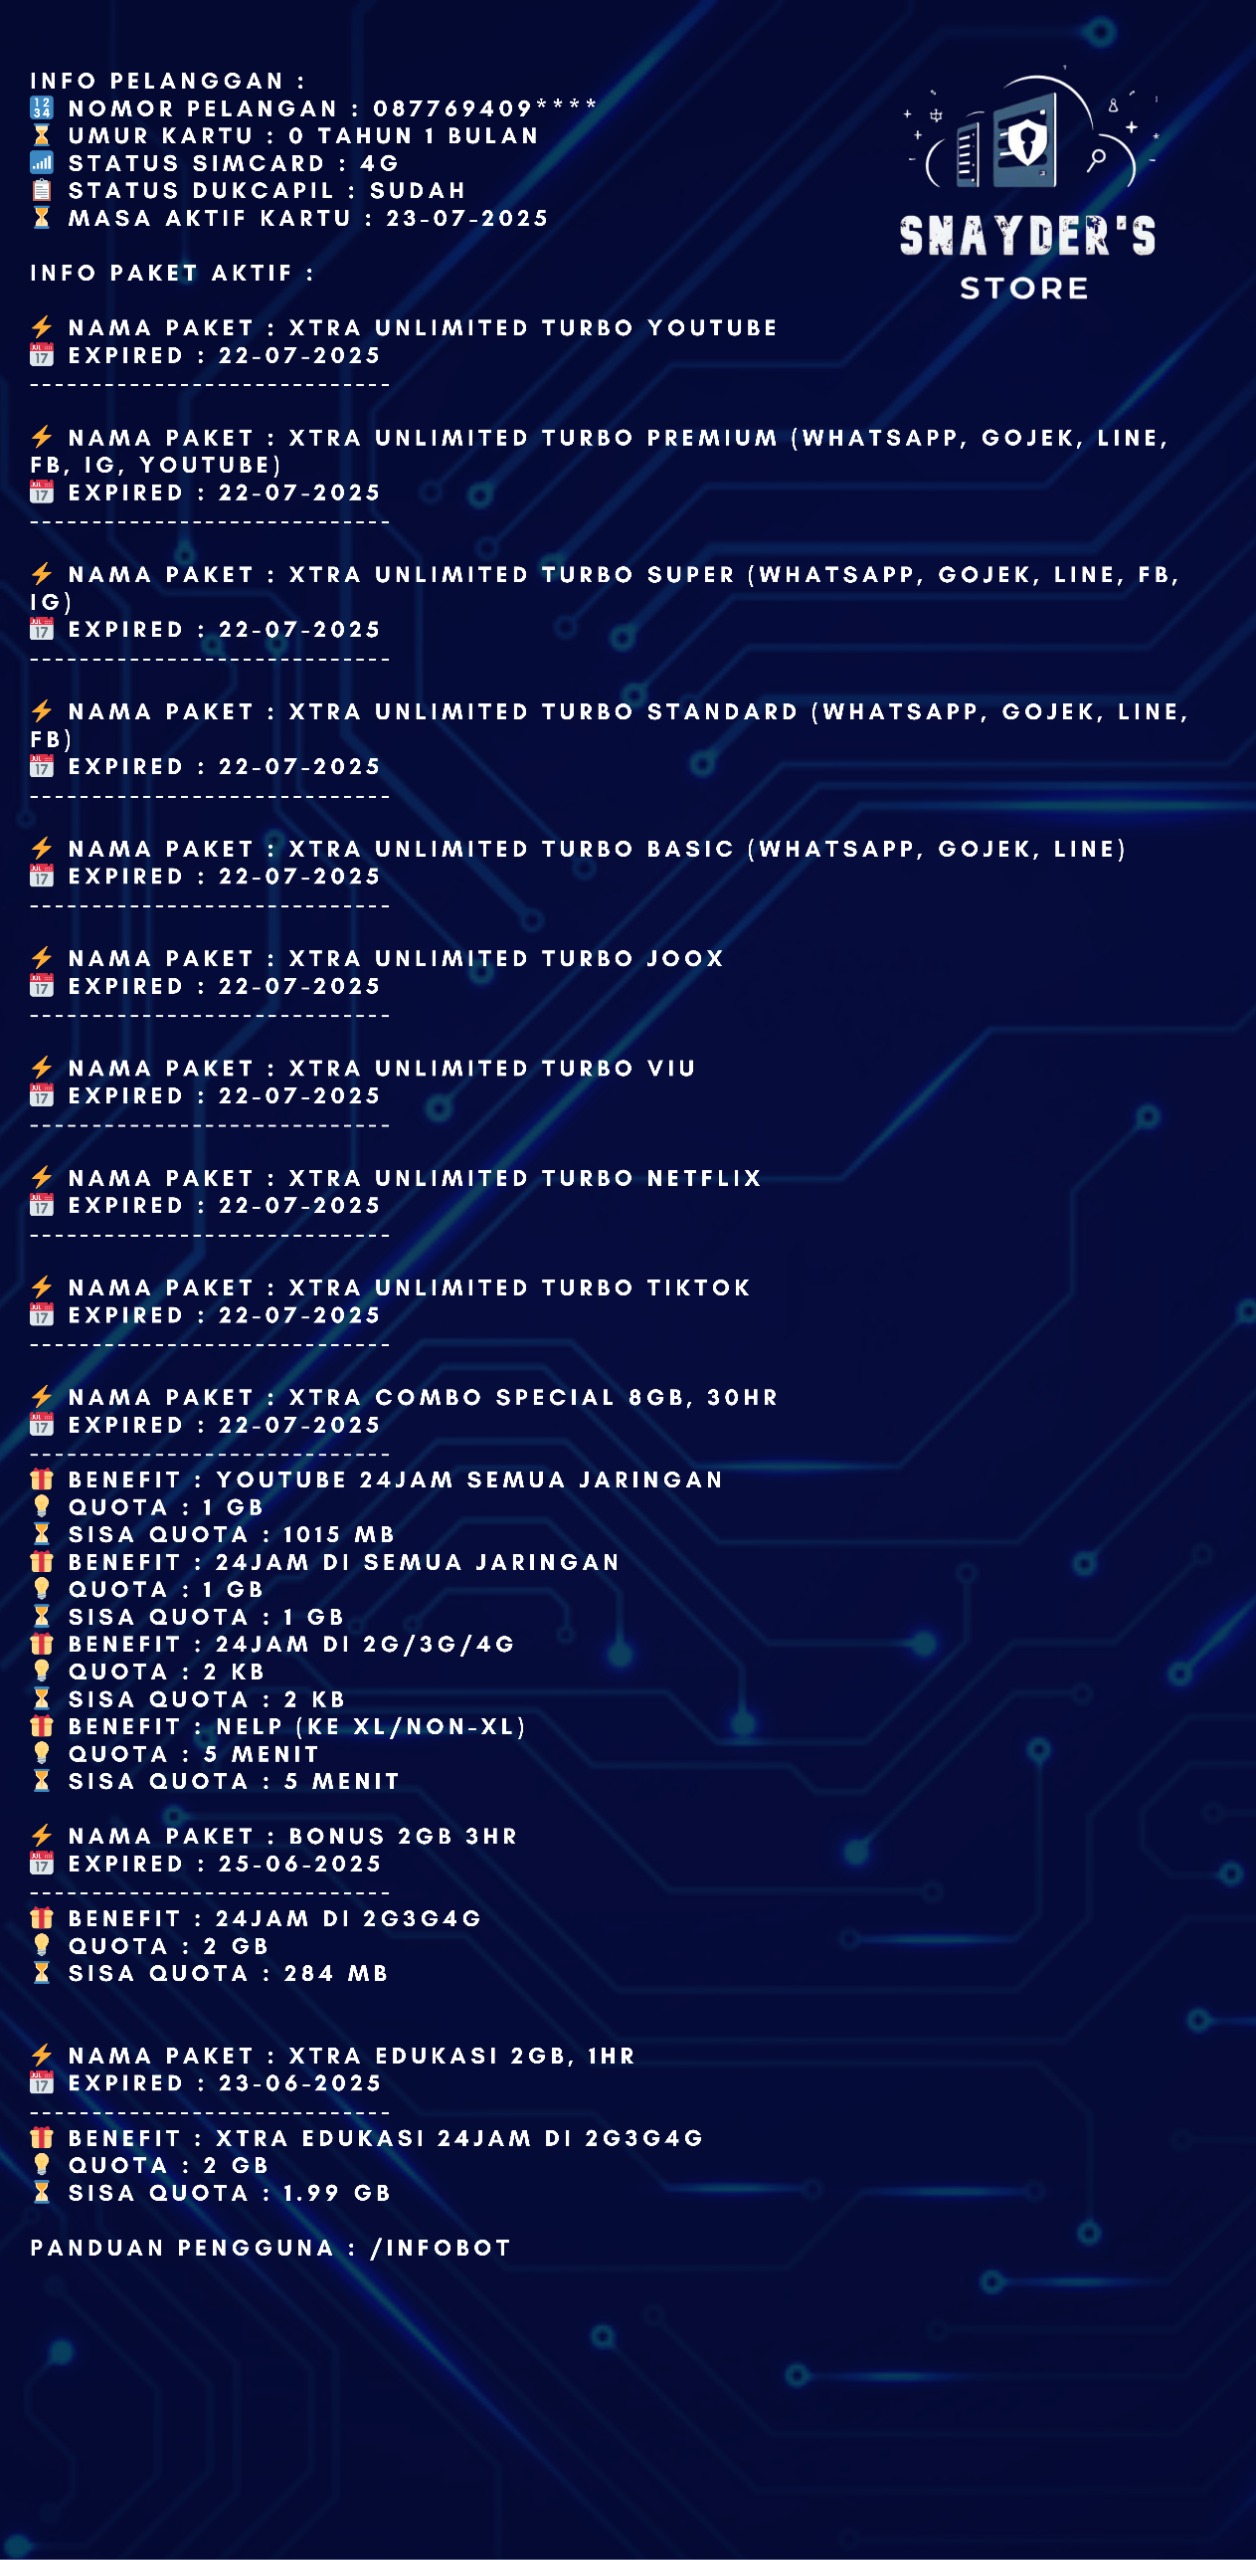 INFO PELANGGAN :
🔢 NOMOR PELANGAN : 087769409****
⏳ UMUR KARTU : 0 TAHUN 1 BULAN
📶 STATUS SIMCARD : 4G
📋 STATUS DUKCAPIL : SUDAH
⏳ MASA AKTIF KARTU : 23-07-2025
SNAYDER'S
STORE
INFO PAKET AKTIF :
⚡ NAMA PAKET : XTRA UNLIMITED TURBO YOUTUBE
📅 EXPIRED : 22-07-2025
-----------------------------
⚡ NAMA PAKET : XTRA UNLIMITED TURBO PREMIUM (WHATSAPP, GOJEK, LINE,
FB, IG, YOUTUBE)
📅 EXPIRED : 22-07-2025
-----------------------------
⚡ NAMA PAKET : XTRA UNLIMITED TURBO SUPER (WHATSAPP, GOJEK, LINE, FB,
IG)
📅 EXPIRED : 22-07-2025
-----------------------------
⚡ NAMA PAKET : XTRA UNLIMITED TURBO STANDARD (WHATSAPP, GOJEK, LINE,
FB)
📅 EXPIRED : 22-07-2025
-----------------------------
⚡ NAMA PAKET : XTRA UNLIMITED TURBO BASIC (WHATSAPP, GOJEK, LINE)
📅 EXPIRED : 22-07-2025
-----------------------------
⚡ NAMA PAKET : XTRA UNLIMITED TURBO JOOX
📅 EXPIRED : 22-07-2025
-----------------------------
⚡ NAMA PAKET : XTRA UNLIMITED TURBO VIU
📅 EXPIRED : 22-07-2025
-----------------------------
⚡ NAMA PAKET : XTRA UNLIMITED TURBO NETFLIX
📅 EXPIRED : 22-07-2025
-----------------------------
⚡ NAMA PAKET : XTRA UNLIMITED TURBO TIKTOK
📅 EXPIRED : 22-07-2025
-----------------------------
⚡ NAMA PAKET : XTRA COMBO SPECIAL 8GB, 30HR
📅 EXPIRED : 22-07-2025
-----------------------------
🎁 BENEFIT : YOUTUBE 24JAM SEMUA JARINGAN
💡 QUOTA : 1 GB
⏳ SISA QUOTA : 1015 MB
🎁 BENEFIT : 24JAM DI SEMUA JARINGAN
💡 QUOTA : 1 GB
⏳ SISA QUOTA : 1 GB
🎁 BENEFIT : 24JAM DI 2G/3G/4G
💡 QUOTA : 2 KB
⏳ SISA QUOTA : 2 KB
🎁 BENEFIT : NELP (KE XL/NON-XL)
💡 QUOTA : 5 MENIT
⏳ SISA QUOTA : 5 MENIT
⚡ NAMA PAKET : BONUS 2GB 3HR
📅 EXPIRED : 25-06-2025
-----------------------------
🎁 BENEFIT : 24JAM DI 2G3G4G
💡 QUOTA : 2 GB
⏳ SISA QUOTA : 284 MB
⚡ NAMA PAKET : XTRA EDUKASI 2GB, 1HR
📅 EXPIRED : 23-06-2025
-----------------------------
🎁 BENEFIT : XTRA EDUKASI 24JAM DI 2G3G4G
💡 QUOTA : 2 GB
⏳ SISA QUOTA : 1.99 GB
PANDUAN PENGGUNA : /INFOBOT